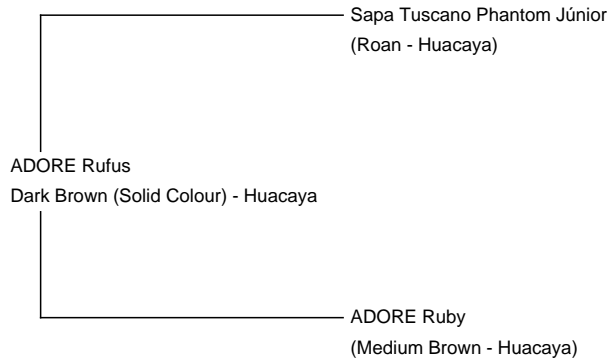 Sapa Tuscano Phantom Júnior
(Roan - Huacaya)
ADORE Rufus
Dark Brown (Solid Colour) - Huacaya
ADORE Ruby
(Medium Brown - Huacaya)